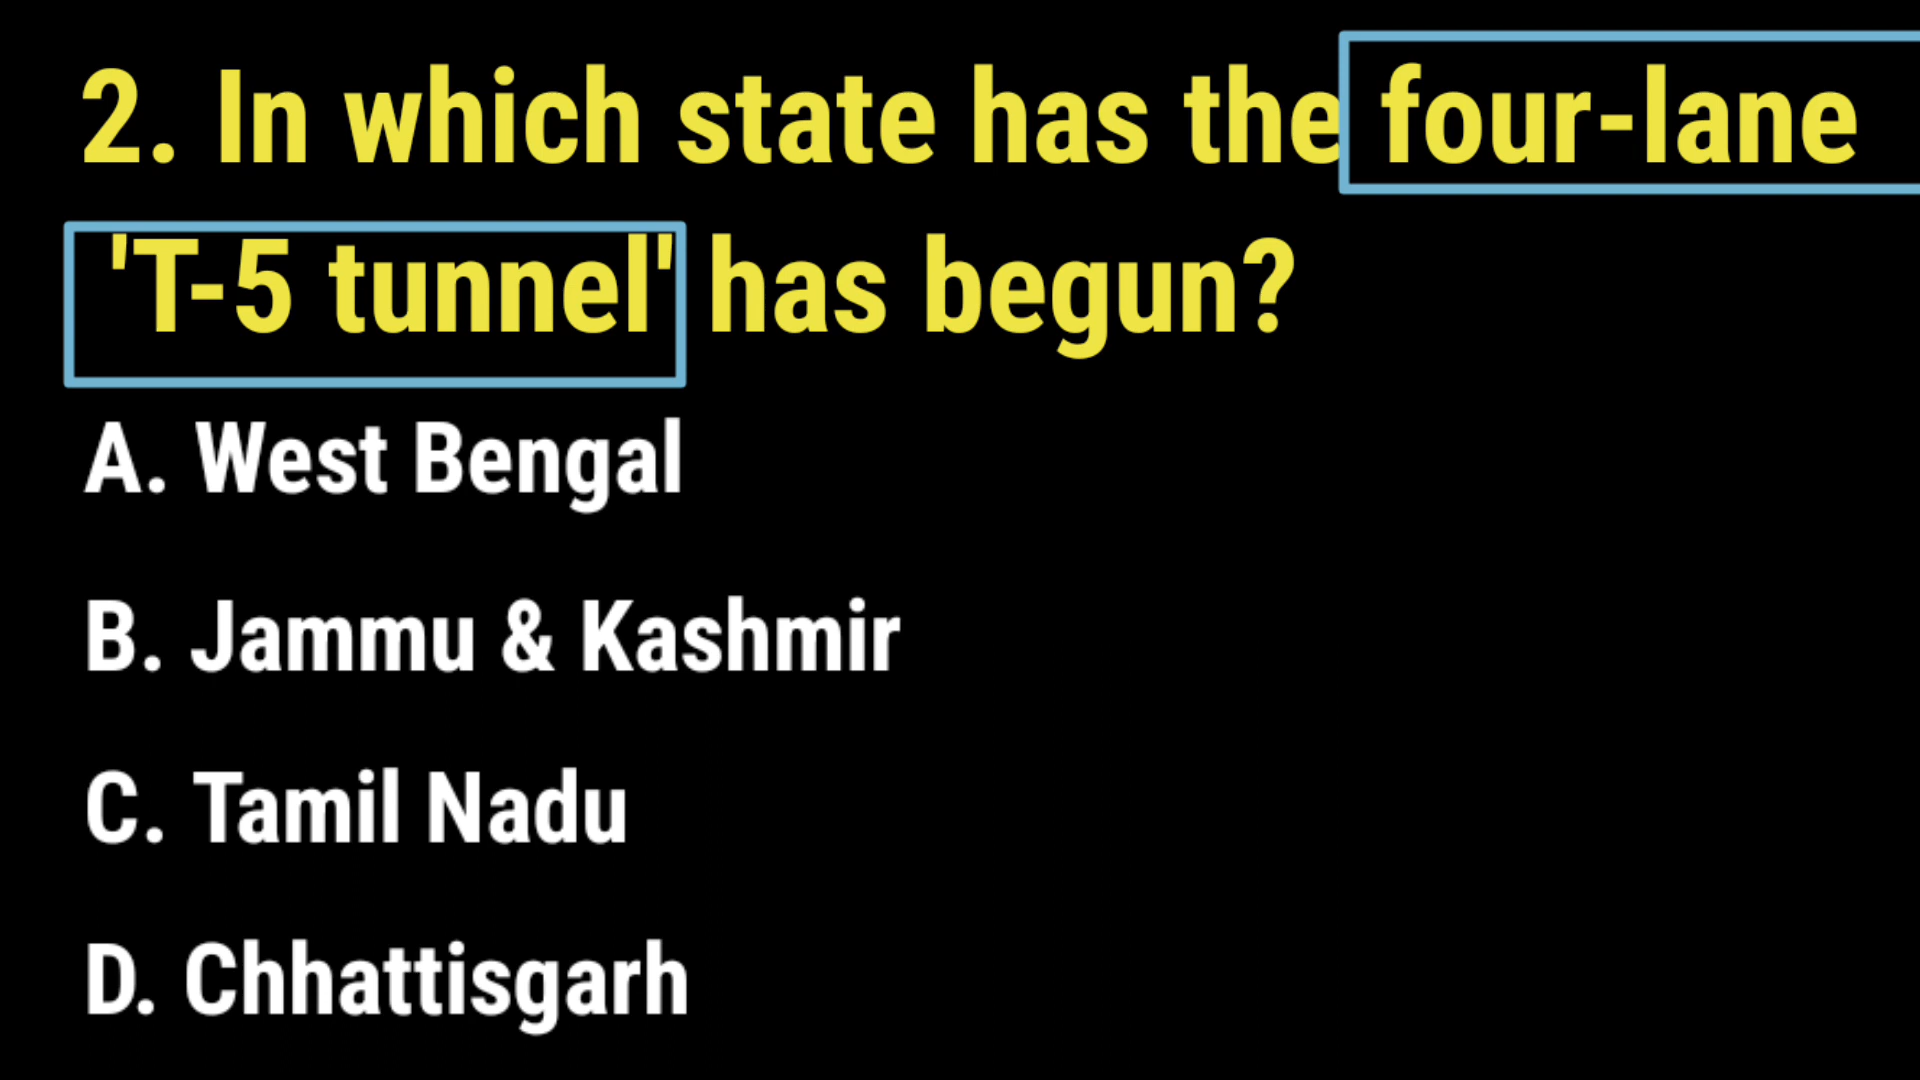 2. In which state has the four-lane
'T-5 tunnel' has begun?
A. West Bengal
B. Jammu & Kashmir
C. Tamil Nadu
D. Chhattisgarh